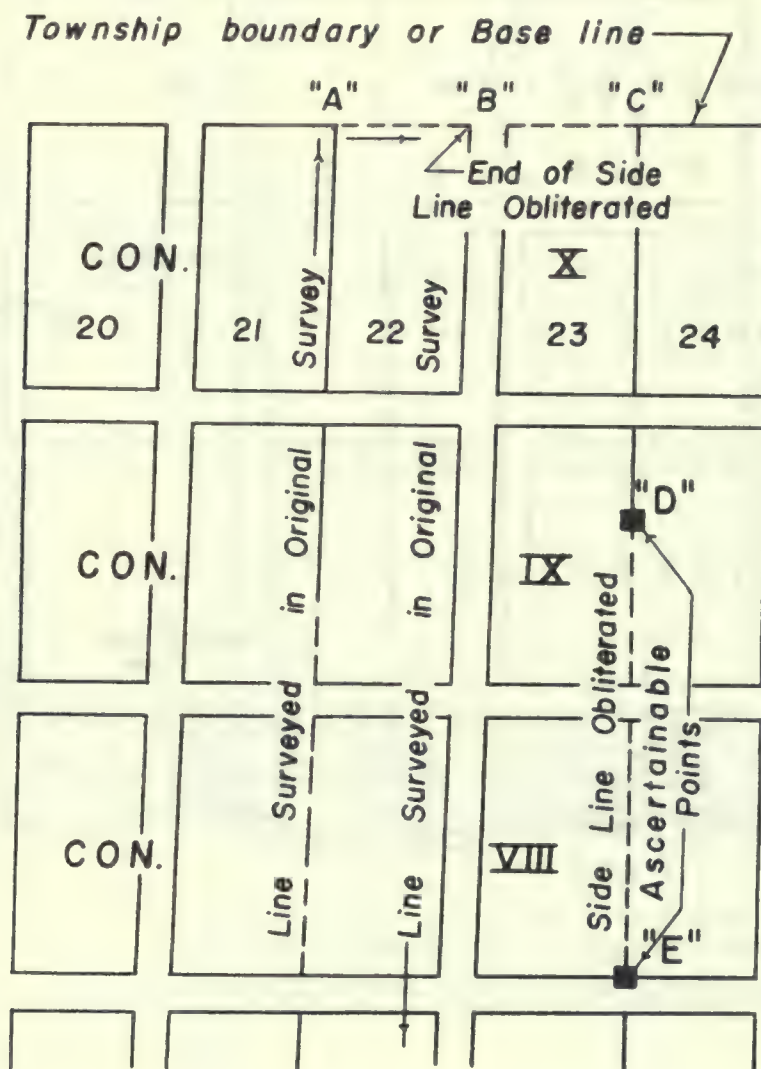 Township boundary or Base line
"A" "B" "C"
End of Side
Line Obliterated
CON. X
20 21 22 23 24
Survey
Survey
"D"
CON. IX
Line Surveyed in Original
Line Surveyed in Original
Side Line Obliterated
Ascertainable
Points
CON. VIII
"E"